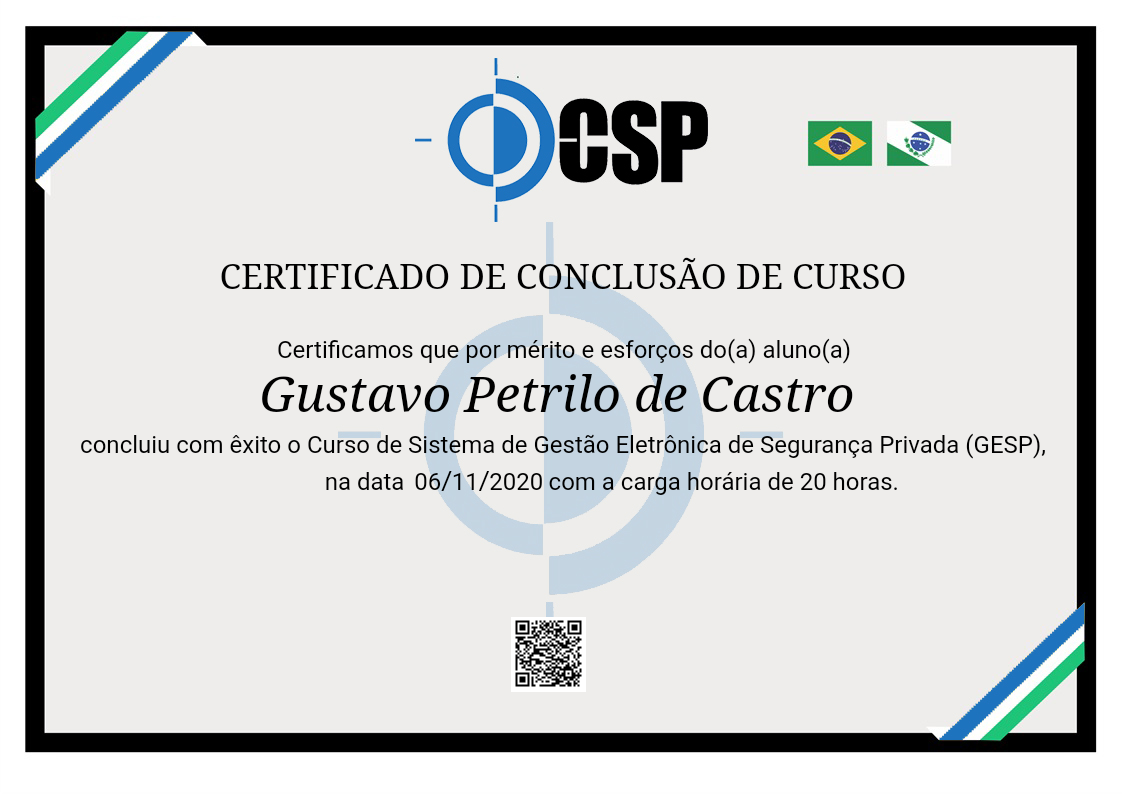 CSP
CERTIFICADO DE CONCLUSÃO DE CURSO
Certificamos que por mérito e esforços do(a) aluno(a)
Gustavo Petrilo de Castro
concluiu com êxito o Curso de Sistema de Gestão Eletrônica de Segurança Privada (GESP),
na data 06/11/2020 com a carga horária de 20 horas.